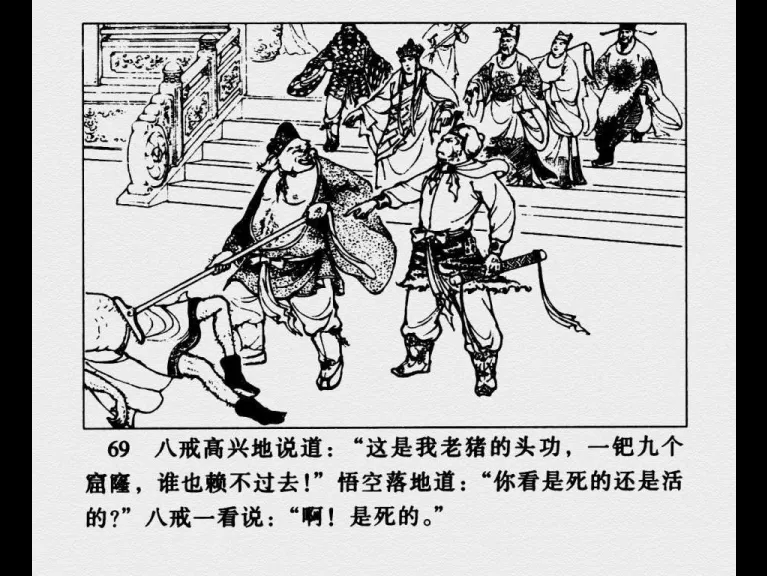 69 八戒高兴地说道：“这是我老猪的头功，一钯九个
窟窿，谁也赖不过去！”悟空落地道：“你看是死的还是活
的？”八戒一看说：“啊！是死的。”